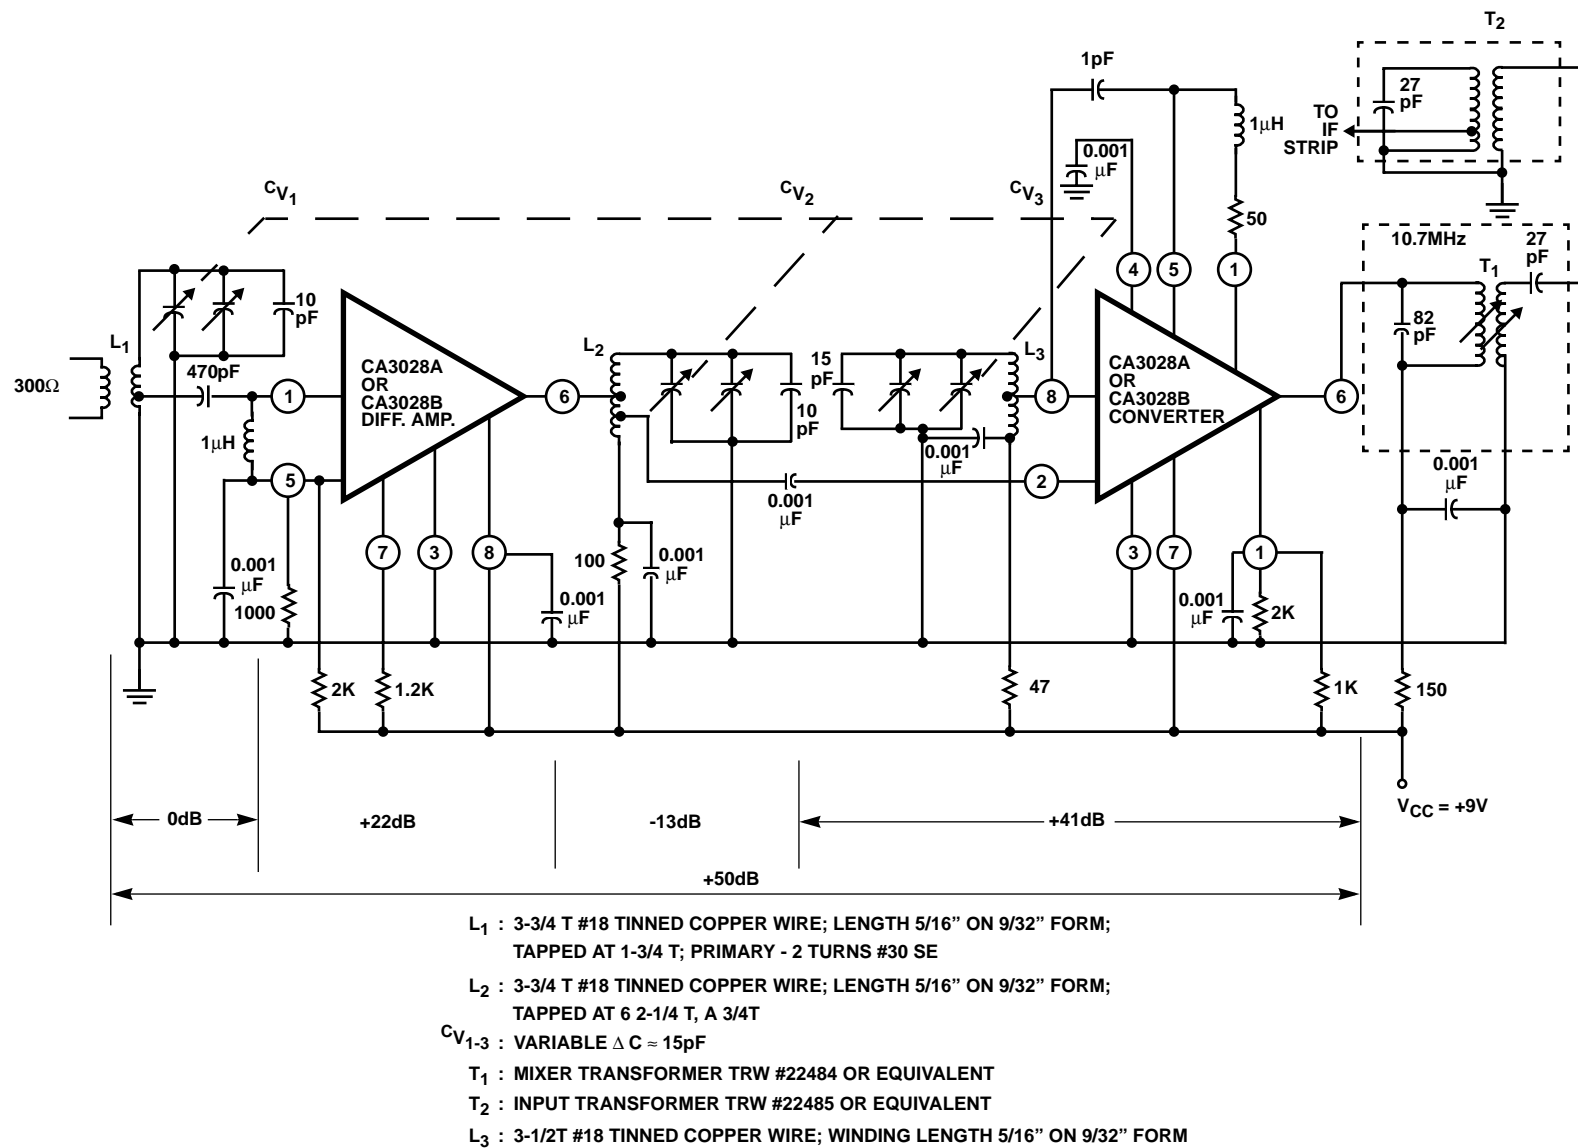 T2
1pF
27
pF
TO
IF
STRIP
1μH
0.001
μF
CV1
CV2
CV3
50
10.7MHz
27
pF
T1
4
5
1
10
pF
82
pF
L1
L2
L3
470pF
300Ω
CA3028A
OR
CA3028B
DIFF. AMP.
15
pF
CA3028A
OR
CA3028B
CONVERTER
1
6
8
6
10
pF
1μH
0.001
μF
0.001
μF
5
2
0.001
μF
7
3
8
100
0.001
μF
3
7
1
0.001
μF
1000
0.001
μF
0.001
μF
2K
2K
1.2K
47
1K
150
VCC = +9V
0dB
+22dB
-13dB
+41dB
+50dB
L1 : 3-3/4 T #18 TINNED COPPER WIRE; LENGTH 5/16” ON 9/32” FORM;
TAPPED AT 1-3/4 T; PRIMARY - 2 TURNS #30 SE
L2 : 3-3/4 T #18 TINNED COPPER WIRE; LENGTH 5/16” ON 9/32” FORM;
TAPPED AT 6 2-1/4 T, A 3/4T
CV1-3 : VARIABLE Δ C ≈ 15pF
T1 : MIXER TRANSFORMER TRW #22484 OR EQUIVALENT
T2 : INPUT TRANSFORMER TRW #22485 OR EQUIVALENT
L3 : 3-1/2T #18 TINNED COPPER WIRE; WINDING LENGTH 5/16” ON 9/32” FORM